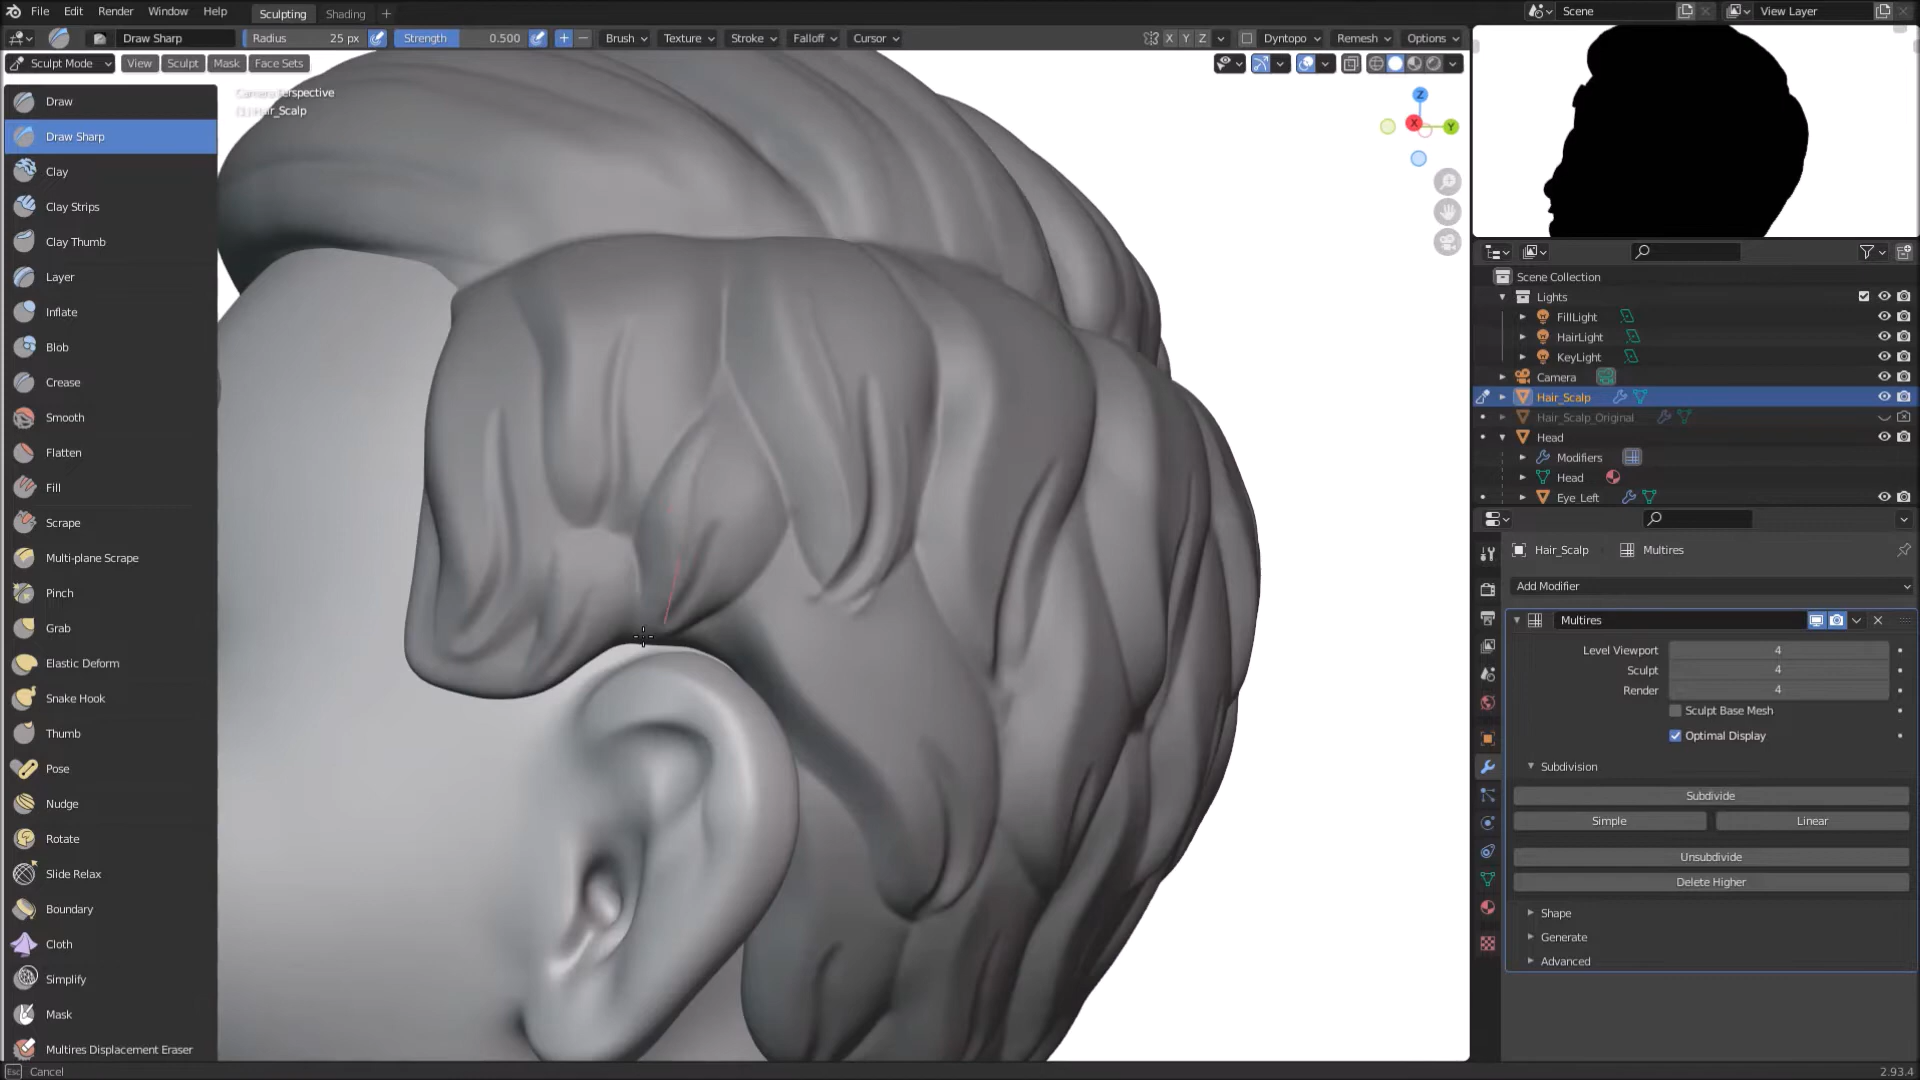 File Edit Render Window Help Sculpting Shading + Scene View Layer
Draw Sharp Radius 25 px Strength 0.500 + − Brush Texture Stroke Falloff Cursor X Y Z Dyntopo Remesh Options
Sculpt Mode View Sculpt Mask Face Sets
Camera Perspective
(1) Hair_Scalp
Draw
Draw Sharp
Clay
Clay Strips
Clay Thumb
Layer
Inflate
Blob
Crease
Smooth
Flatten
Fill
Scrape
Multi-plane Scrape
Pinch
Grab
Elastic Deform
Snake Hook
Thumb
Pose
Nudge
Rotate
Slide Relax
Boundary
Cloth
Simplify
Mask
Multires Displacement Eraser
Z
X
Y
Scene Collection
Lights
FillLight
HairLight
KeyLight
Camera
Hair_Scalp
Hair_Scalp_Original
Head
Modifiers
Head
Eye_Left
Hair_Scalp Multires
Add Modifier
Multires
Level Viewport 4
Sculpt 4
Render 4
Sculpt Base Mesh
Optimal Display
Subdivision
Subdivide
Simple Linear
Unsubdivide
Delete Higher
Shape
Generate
Advanced
Esc Cancel 2.93.4